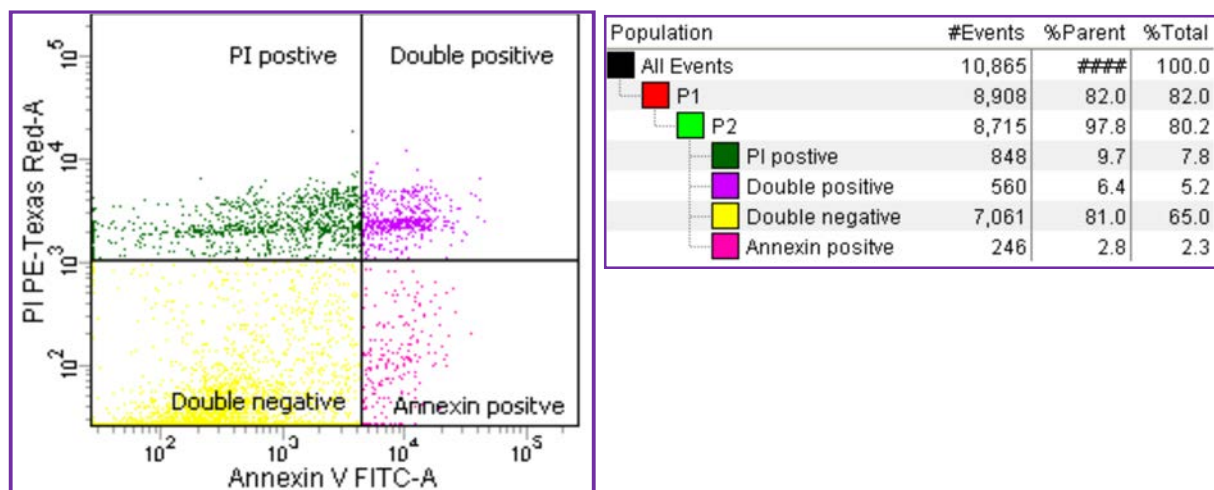 PI postive
Double positive
Double negative
Annexin positve
PI PE-Texas Red-A
10^5
10^4
10^3
10^2
10^2 10^3 10^4 10^5
Annexin V FITC-A
Population #Events %Parent %Total
All Events 10,865 #### 100.0
P1 8,908 82.0 82.0
P2 8,715 97.8 80.2
PI postive 848 9.7 7.8
Double positive 560 6.4 5.2
Double negative 7,061 81.0 65.0
Annexin positve 246 2.8 2.3